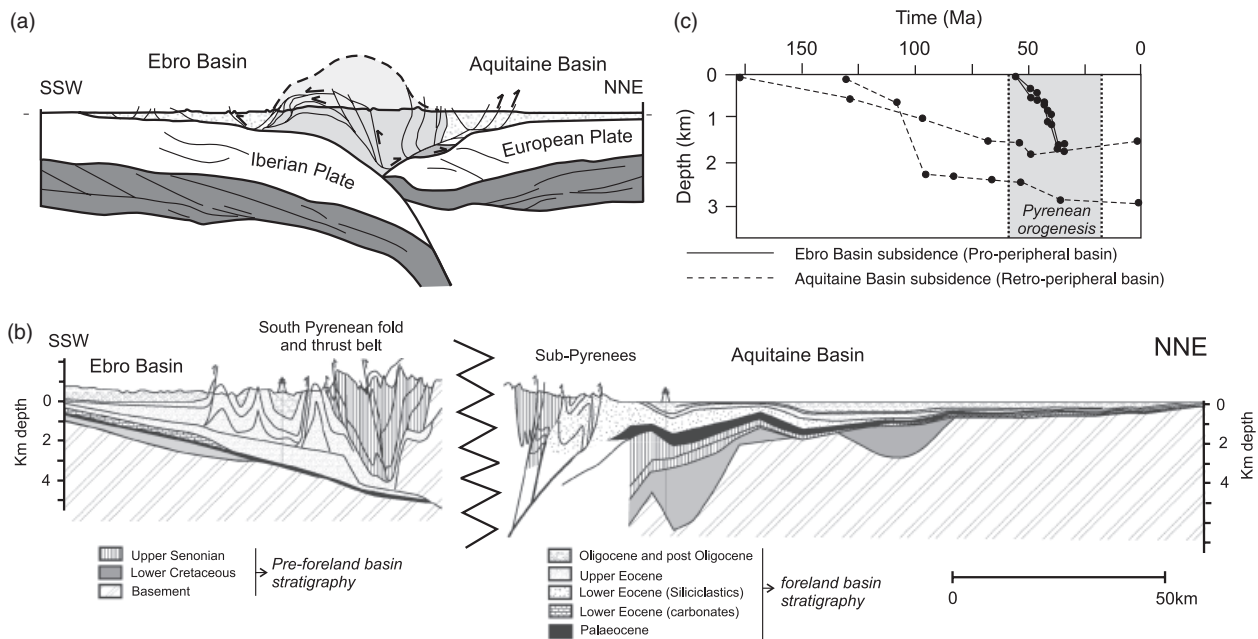 (a)
Ebro Basin
Aquitaine Basin
SSW
NNE
Iberian Plate
European Plate
(c)
Time (Ma)
150 100 50 0
Depth (km)
0
1
2
3
Pyrenean
orogenesis
Ebro Basin subsidence (Pro-peripheral basin)
Aquitaine Basin subsidence (Retro-peripheral basin)
(b)
SSW
South Pyrenean fold
and thrust belt
Ebro Basin
Sub-Pyrenees
Aquitaine Basin
NNE
Km depth
0
2
4
0
2
4
Km depth
Upper Senonian
Lower Cretaceous
Basement
Pre-foreland basin
stratigraphy
Oligocene and post Oligocene
Upper Eocene
Lower Eocene (Siliciclastics)
Lower Eocene (carbonates)
Palaeocene
foreland basin
stratigraphy
0 50km